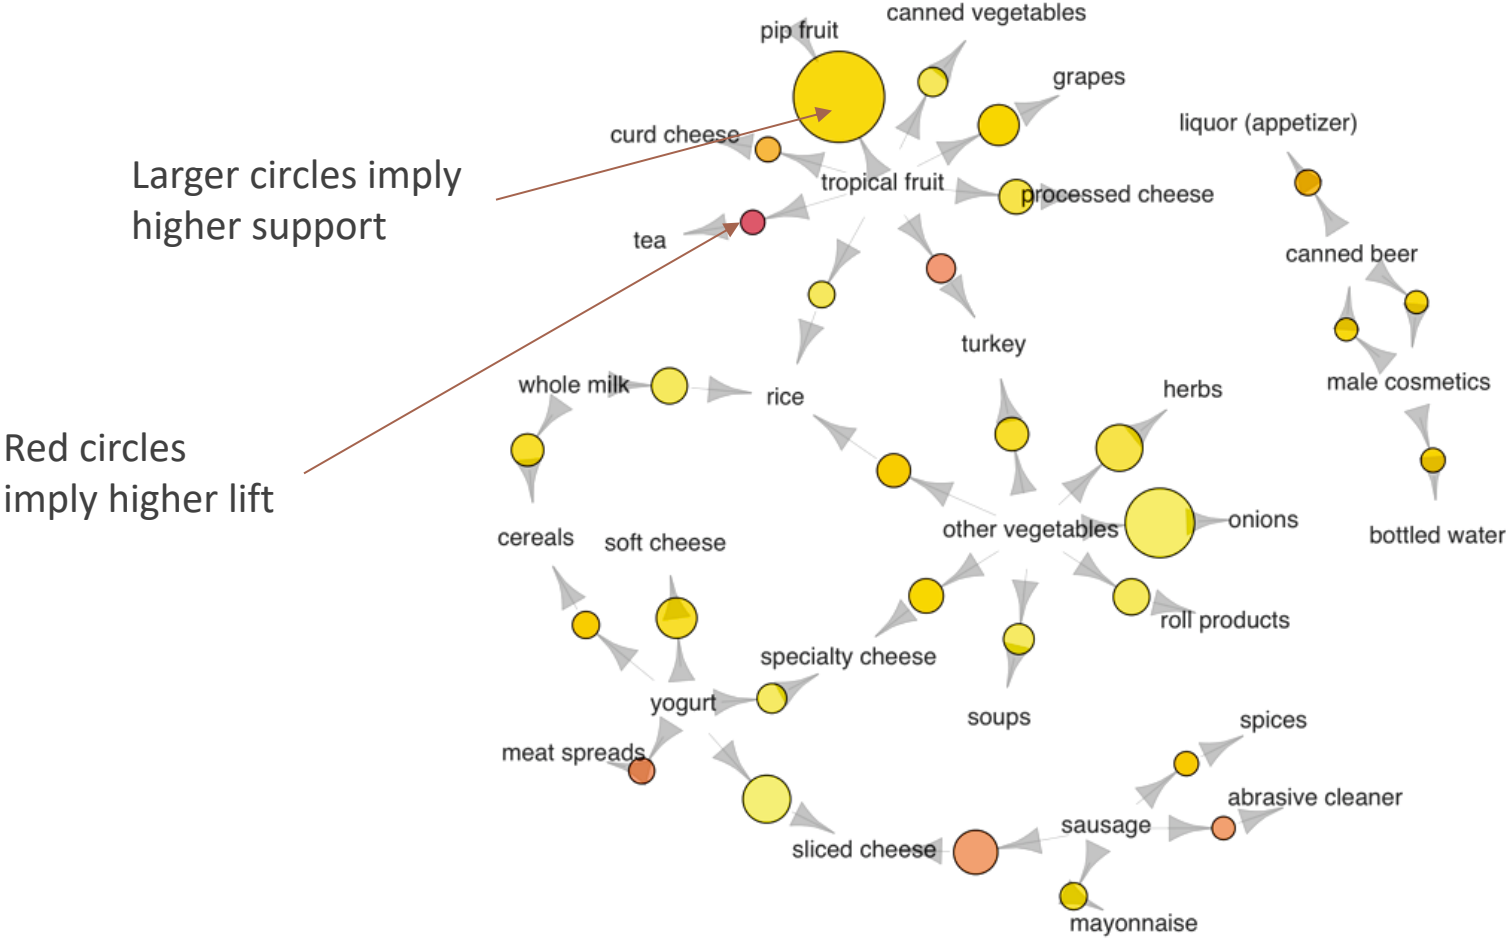 canned vegetables
pip fruit
grapes
liquor (appetizer)
curd cheese
Larger circles imply
higher support
tropical fruit
processed cheese
tea
canned beer
turkey
whole milk
rice
male cosmetics
herbs
Red circles
imply higher lift
other vegetables
onions
bottled water
cereals
soft cheese
roll products
specialty cheese
yogurt
soups
spices
meat spreads
abrasive cleaner
sausage
sliced cheese
mayonnaise